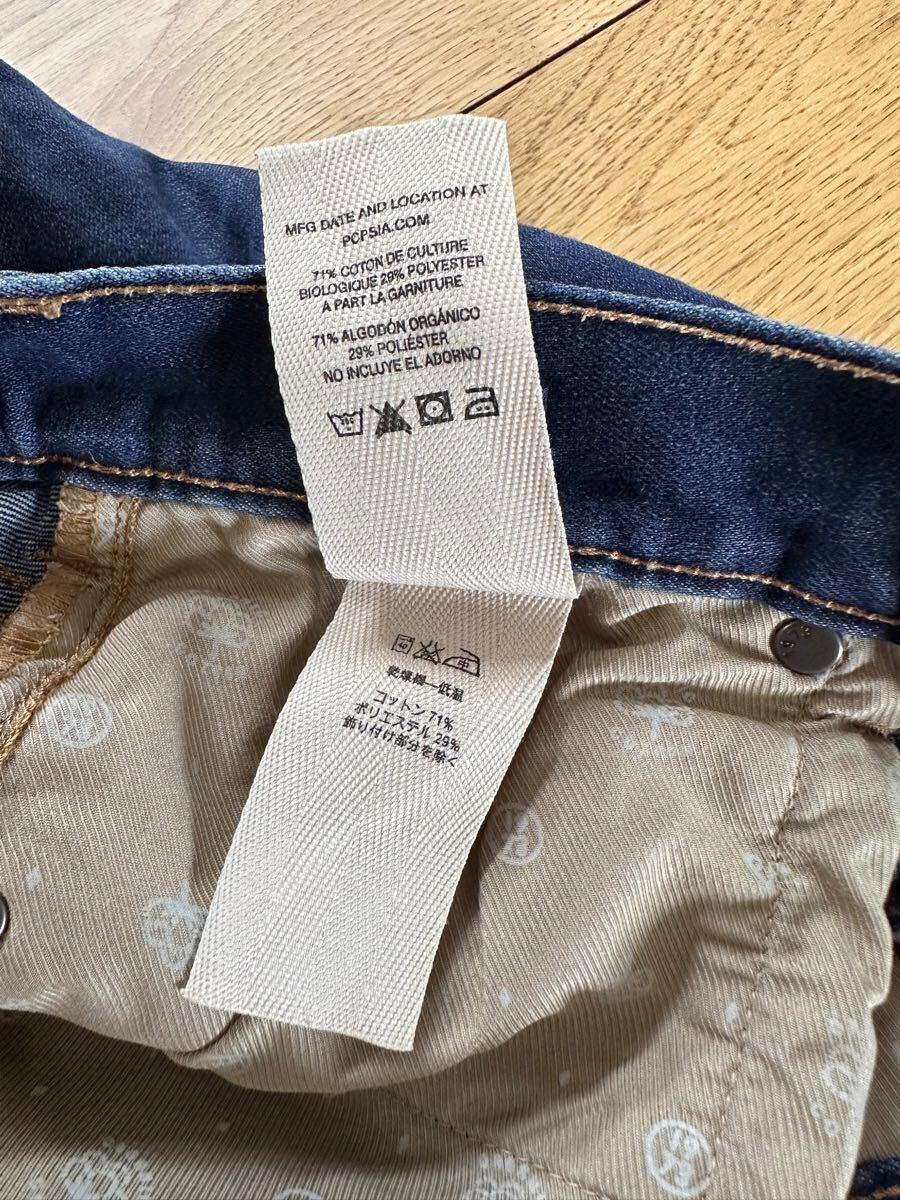 MFG DATE AND LOCATION AT
PCPSIA.COM
71% COTON DE CULTURE
BIOLOGIQUE 29% POLYESTER
A PART LA GARNITURE
71% ALGODÓN ORGÁNICO
29% POLIÉSTER
NO INCLUYE EL ADORNO
40
乾燥機一低温
コットン 71%
ポリエステル 29%
飾り付け部分を除く
1973